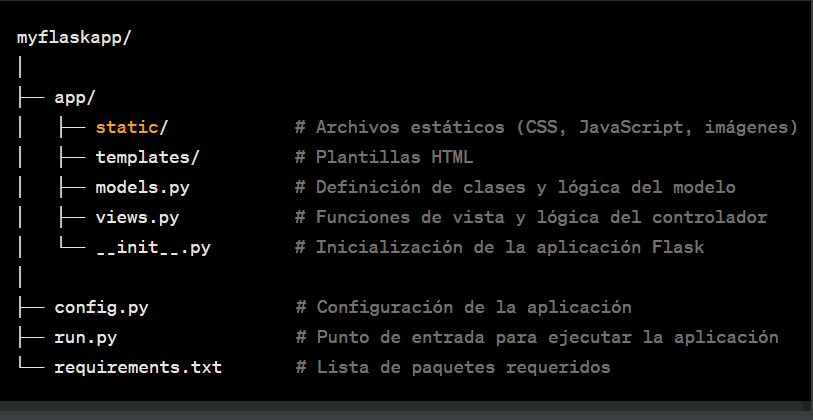 myflaskapp/
│
├── app/
│   ├── static/            # Archivos estáticos (CSS, JavaScript, imágenes)
│   ├── templates/         # Plantillas HTML
│   ├── models.py          # Definición de clases y lógica del modelo
│   ├── views.py           # Funciones de vista y lógica del controlador
│   └── __init__.py        # Inicialización de la aplicación Flask
│
├── config.py              # Configuración de la aplicación
├── run.py                 # Punto de entrada para ejecutar la aplicación
└── requirements.txt       # Lista de paquetes requeridos